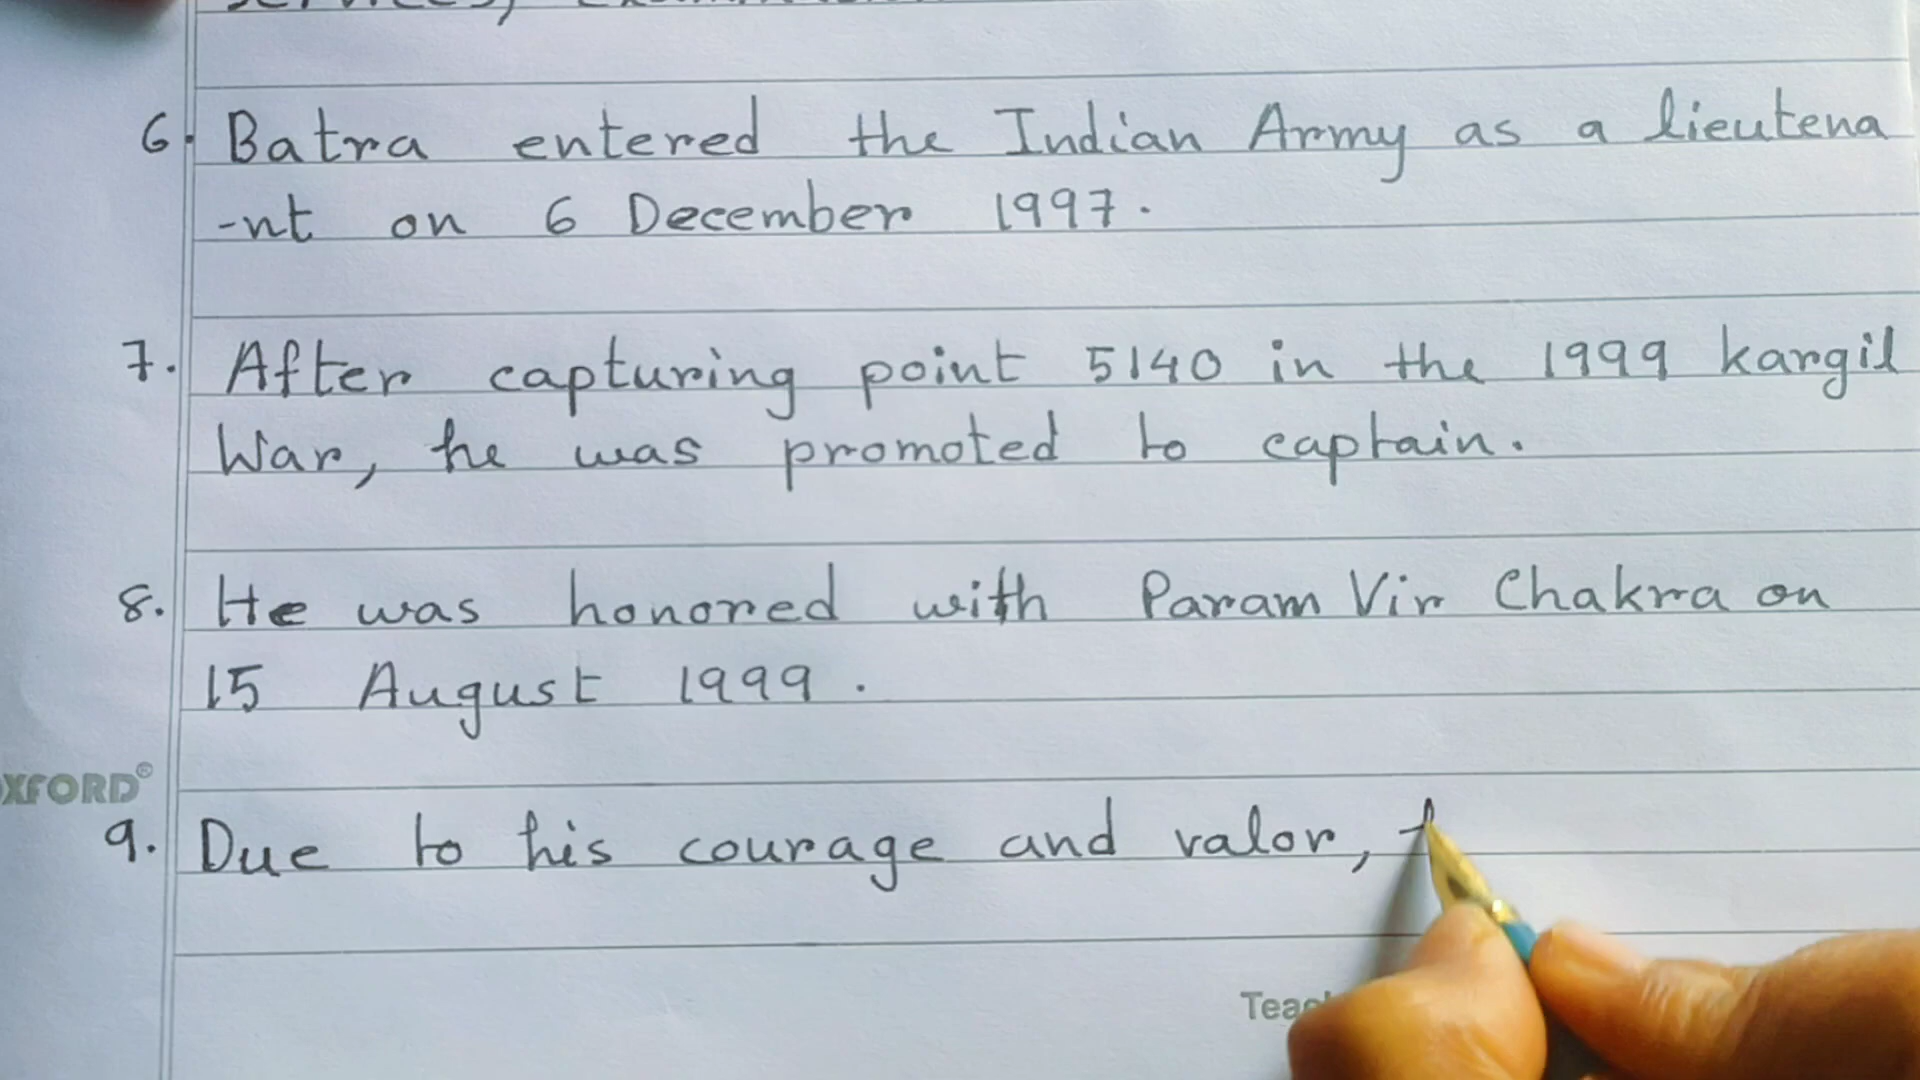 6. Batra entered the Indian Army as a lieutena
-nt on 6 December 1997.
7. After capturing point 5140 in the 1999 kargil
War, he was promoted to captain.
8. He was honored with Param Vir Chakra on
15 August 1999.
XFORD®
9. Due to his courage and valor,